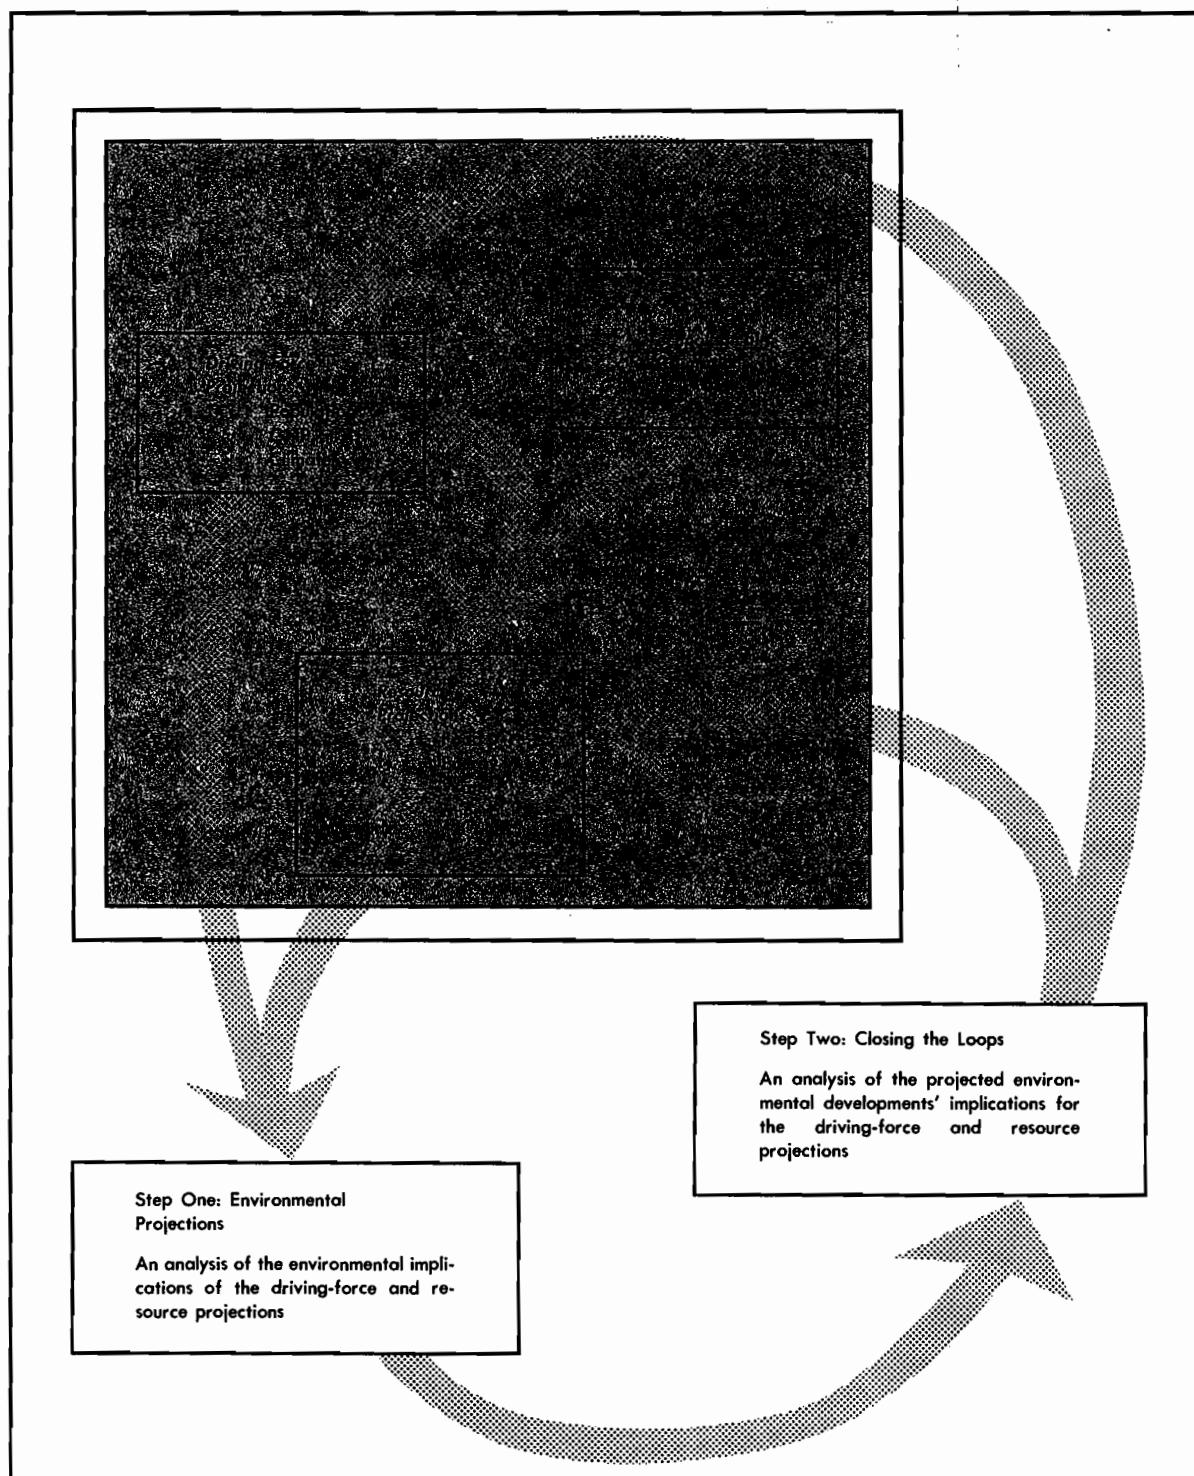 Step Two: Closing the Loops
An analysis of the projected environ-
mental developments' implications for
the driving-force and resource
projections
Step One: Environmental
Projections
An analysis of the environmental impli-
cations of the driving-force and re-
source projections